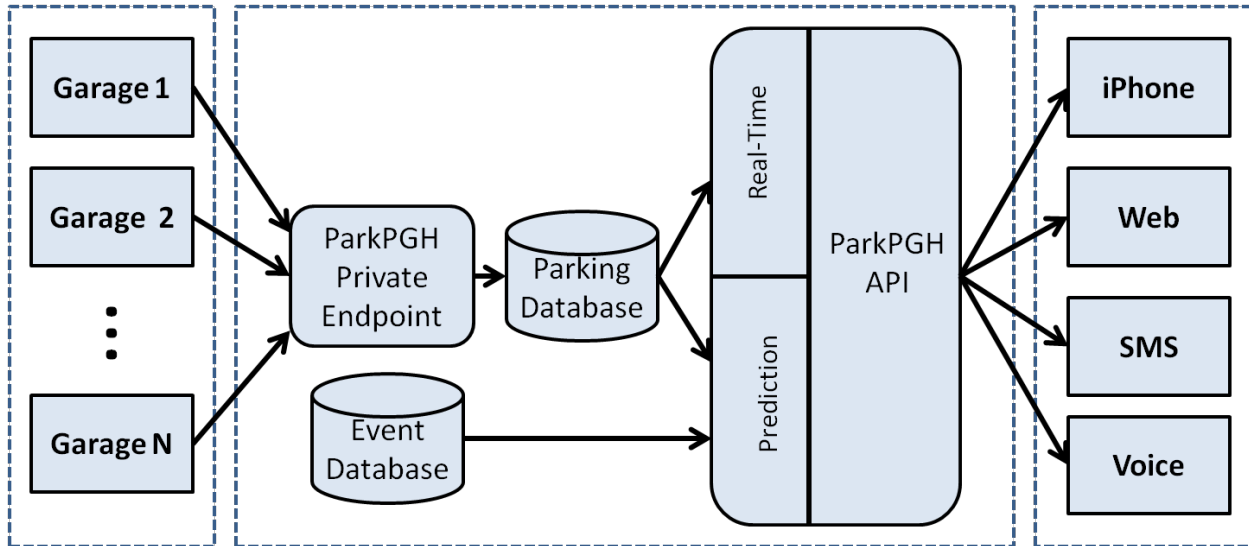 Garage 1
Garage 2
...
Garage N
ParkPGH
Private
Endpoint
Parking
Database
Event
Database
Real-Time
Prediction
ParkPGH
API
iPhone
Web
SMS
Voice